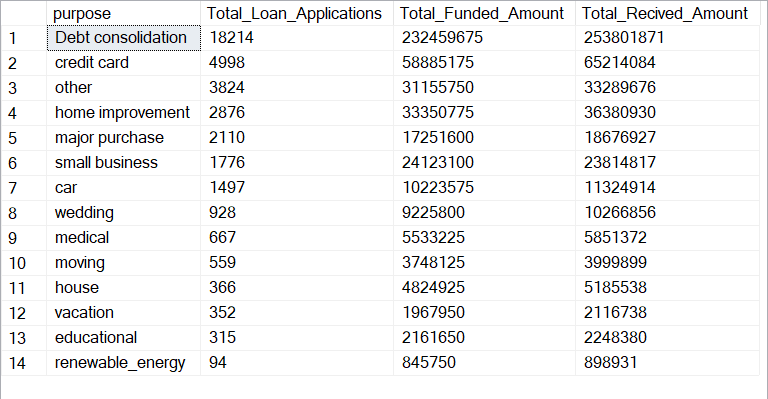 purpose Total_Loan_Applications Total_Funded_Amount Total_Recived_Amount
1 Debt consolidation 18214 232459675 253801871
2 credit card 4998 58885175 65214084
3 other 3824 31155750 33289676
4 home improvement 2876 33350775 36380930
5 major purchase 2110 17251600 18676927
6 small business 1776 24123100 23814817
7 car 1497 10223575 11324914
8 wedding 928 9225800 10266856
9 medical 667 5533225 5851372
10 moving 559 3748125 3999899
11 house 366 4824925 5185538
12 vacation 352 1967950 2116738
13 educational 315 2161650 2248380
14 renewable_energy 94 845750 898931